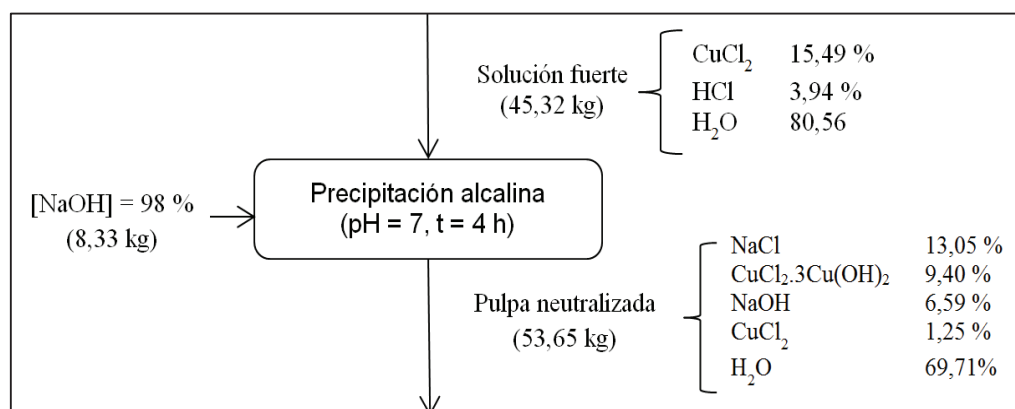 Solución fuerte
(45,32 kg)
CuCl₂ 15,49 %
HCl 3,94 %
H₂O 80,56
[NaOH] = 98 %
(8,33 kg)
Precipitación alcalina
(pH = 7, t = 4 h)
Pulpa neutralizada
(53,65 kg)
NaCl 13,05 %
CuCl₂.3Cu(OH)₂ 9,40 %
NaOH 6,59 %
CuCl₂ 1,25 %
H₂O 69,71%